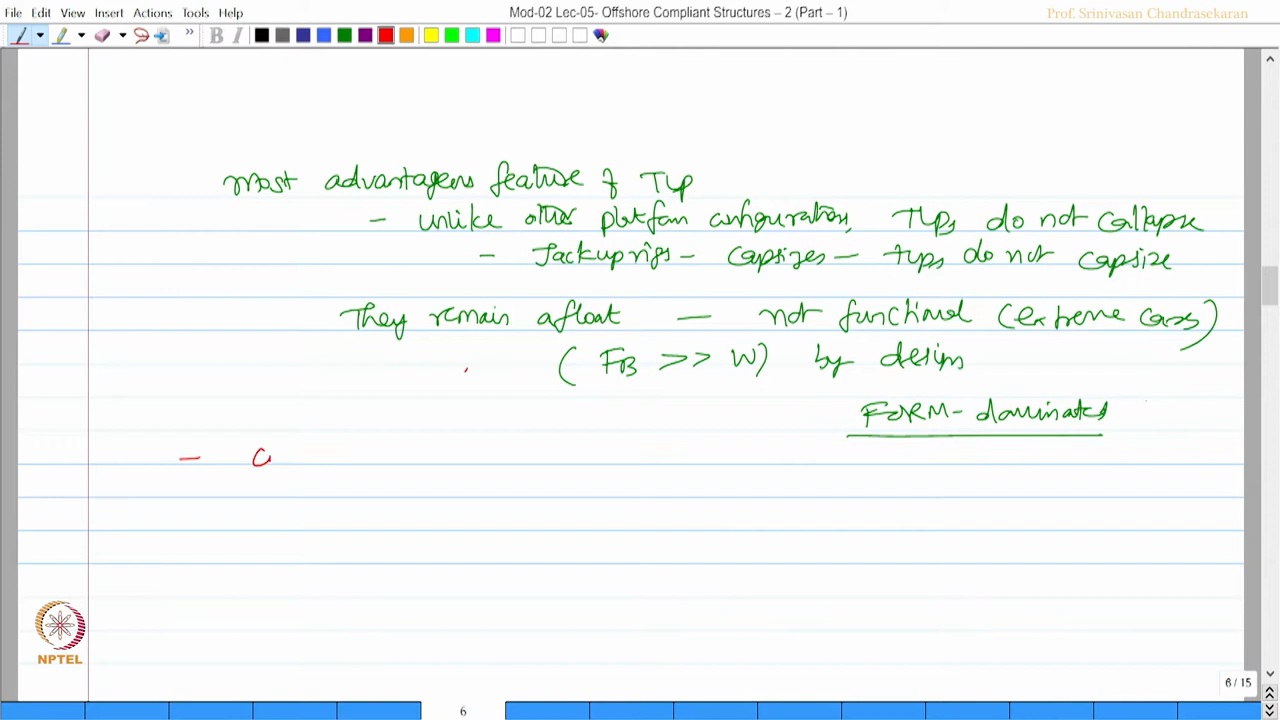 File Edit View Insert Actions Tools Help
Mod-02 Lec-05- Offshore Compliant Structures – 2 (Part – 1)
Prof. Srinivasan Chandrasekaran
B I
most advantageous feature of TLP
- unlike other platform configuration, TLPs do not collapse
- Jackup rigs - capsizes - TLPs do not capsize
They remain afloat — not functional (extreme cases)
(FB >> W) by design
FORM-dominated
- C
NPTEL
6 / 15
6